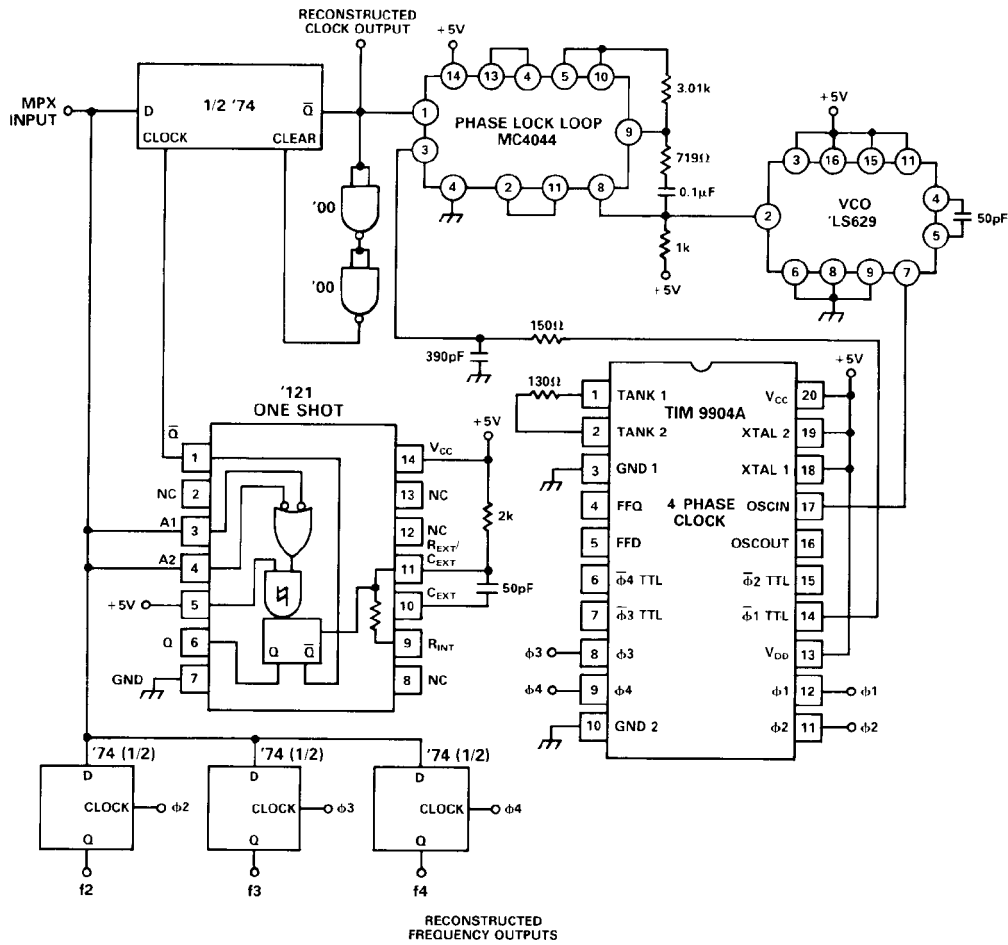 RECONSTRUCTED
CLOCK OUTPUT
MPX
INPUT
D
1/2 '74
Q̅
CLOCK
CLEAR
'00
'00
+5V
14
13
4
5
10
1
PHASE LOCK LOOP
MC4044
9
3
4
2
11
8
3.01k
719Ω
0.1μF
1k
+5V
+5V
3
16
15
11
2
VCO
'LS629
4
5
50pF
6
8
9
7
150Ω
390pF
'121
ONE SHOT
Q̅
1
NC
2
A1
3
A2
4
+5V
5
Q
6
GND
7
Q
Q̅
14
VCC
13
NC
12
NC
11
REXT/
CEXT
10
CEXT
9
RINT
8
NC
+5V
2k
50pF
130Ω
TIM 9904A
4 PHASE
CLOCK
1
TANK 1
2
TANK 2
3
GND 1
4
FFQ
5
FFD
6
ϕ̅4 TTL
7
ϕ̅3 TTL
ϕ3
8
ϕ3
ϕ4
9
ϕ4
10
GND 2
+5V
VCC
20
XTAL 2
19
XTAL 1
18
OSCIN
17
OSCOUT
16
ϕ̅2 TTL
15
ϕ̅1 TTL
14
VDD
13
ϕ1
12
ϕ1
ϕ2
11
ϕ2
'74 (1/2)
D
CLOCK
ϕ2
Q
f2
'74 (1/2)
D
CLOCK
ϕ3
Q
f3
'74 (1/2)
D
CLOCK
ϕ4
Q
f4
RECONSTRUCTED
FREQUENCY OUTPUTS